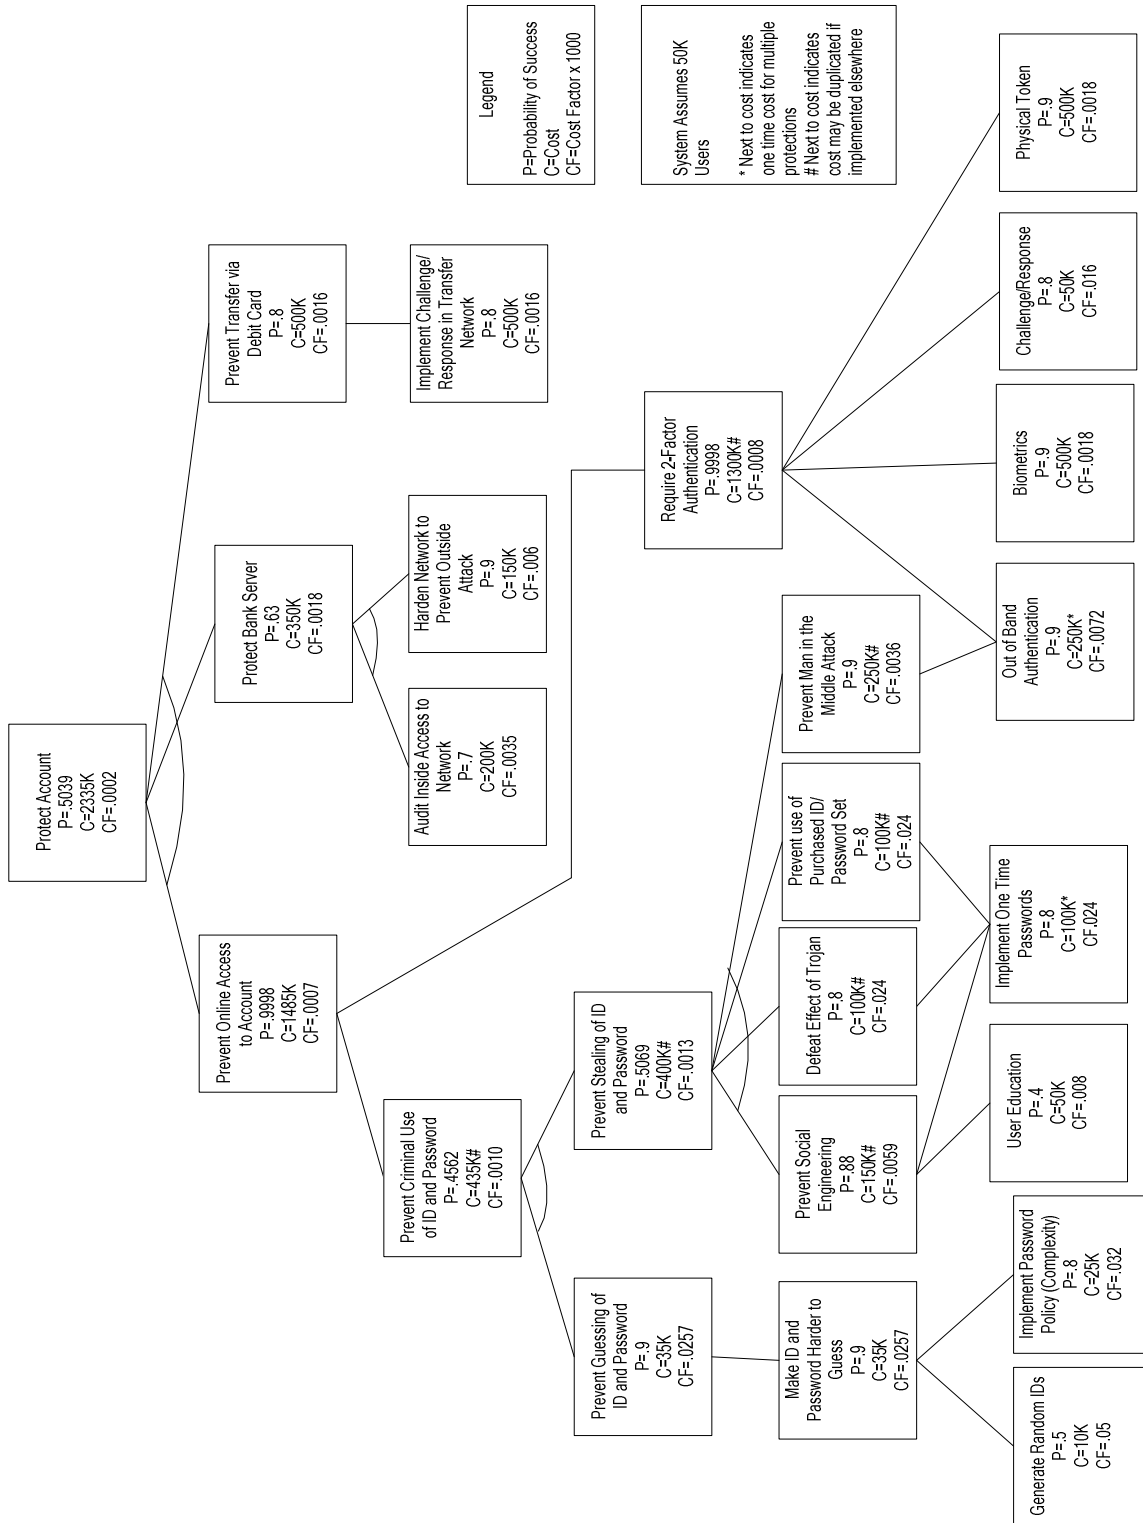 Protect Account
P=.5039
C=2335K
CF=.0002
Prevent Online Access
to Account
P=.9998
C=1485K
CF=.0007
Protect Bank Server
P=.63
C=350K
CF=.0018
Prevent Transfer via
Debit Card
P=.8
C=500K
CF=.0016
Prevent Criminal Use
of ID and Password
P=.4562
C=435K#
CF=.0010
Audit Inside Access to
Network
P=.7
C=200K
CF=.0035
Harden Network to
Prevent Outside
Attack
P=.9
C=150K
CF=.006
Implement Challenge/
Response in Transfer
Network
P=.8
C=500K
CF=.0016
Legend
P=Probability of Success
C=Cost
CF=Cost Factor x 1000
Prevent Guessing of
ID and Password
P=.9
C=35K
CF=.0257
Prevent Stealing of ID
and Password
P=.5069
C=400K#
CF=.0013
Require 2-Factor
Authentication
P=.9998
C=1300K#
CF=.0008
System Assumes 50K
Users
* Next to cost indicates
one time cost for multiple
protections
# Next to cost indicates
cost may be duplicated if
implemented elsewhere
Make ID and
Password Harder to
Guess
P=.9
C=35K
CF=.0257
Prevent Social
Engineering
P=.88
C=150K#
CF=.0059
Defeat Effect of Trojan
P=.8
C=100K#
CF=.024
Prevent use of
Purchased ID/
Password Set
P=.8
C=100K#
CF=.024
Prevent Man in the
Middle Attack
P=.9
C=250K#
CF=.0036
Generate Random IDs
P=.5
C=10K
CF=.05
Implement Password
Policy (Complexity)
P=.8
C=25K
CF=.032
User Education
P=.4
C=50K
CF=.008
Implement One Time
Passwords
P=.8
C=100K*
CF.024
Out of Band
Authentication
P=.9
C=250K*
CF=.0072
Biometrics
P=.9
C=500K
CF=.0018
Challenge/Response
P=.8
C=50K
CF=.016
Physical Token
P=.9
C=500K
CF=.0018